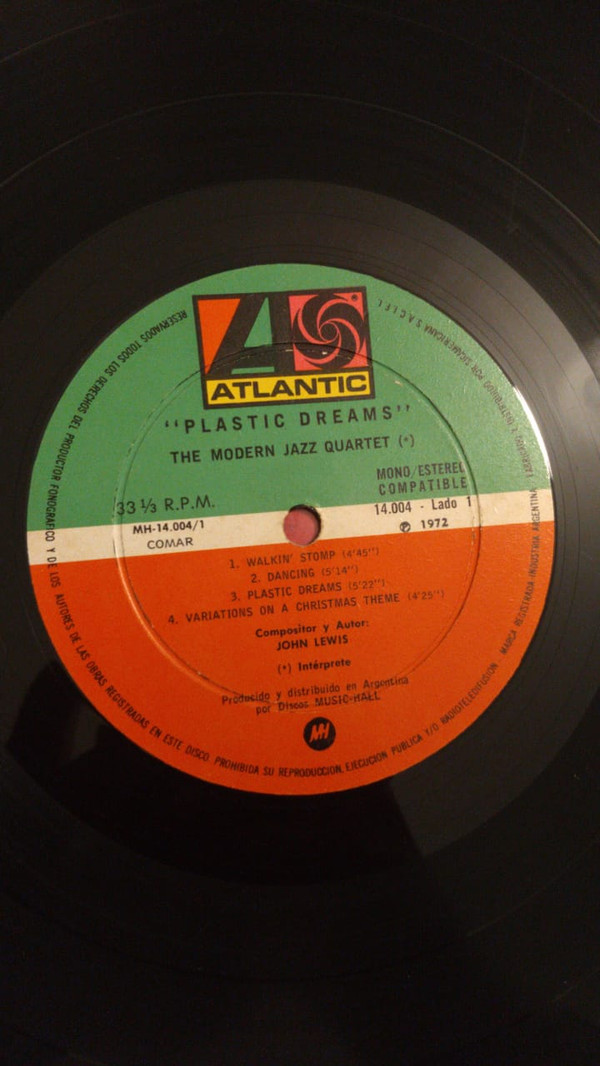 ATLANTIC
"PLASTIC DREAMS"
THE MODERN JAZZ QUARTET (*)
MONO/ESTEREO
COMPATIBLE
33 1/3 R.P.M.
14.004 - Lado 1
MH-14.004/1
℗ 1972
COMAR
1. WALKIN' STOMP (4'45")
2. DANCING (5'14")
3. PLASTIC DREAMS (5'22")
4. VARIATIONS ON A CHRISTMAS THEME (4'25")
Compositor y Autor:
JOHN LEWIS
(*) Intérprete
Producido y distribuido en Argentina
por Discos MUSIC-HALL
MH
RESERVADOS TODOS LOS DERECHOS DEL PRODUCTOR FONOGRAFICO Y DE LOS AUTORES DE LAS OBRAS REGISTRADAS EN ESTE DISCO. PROHIBIDA SU REPRODUCCION, EJECUCION PUBLICA Y/O RADIOTELEDIFUSION
MARCA REGISTRADA INDUSTRIA ARGENTINA
POR SICAMERICANA S.A.C.I.F.I.